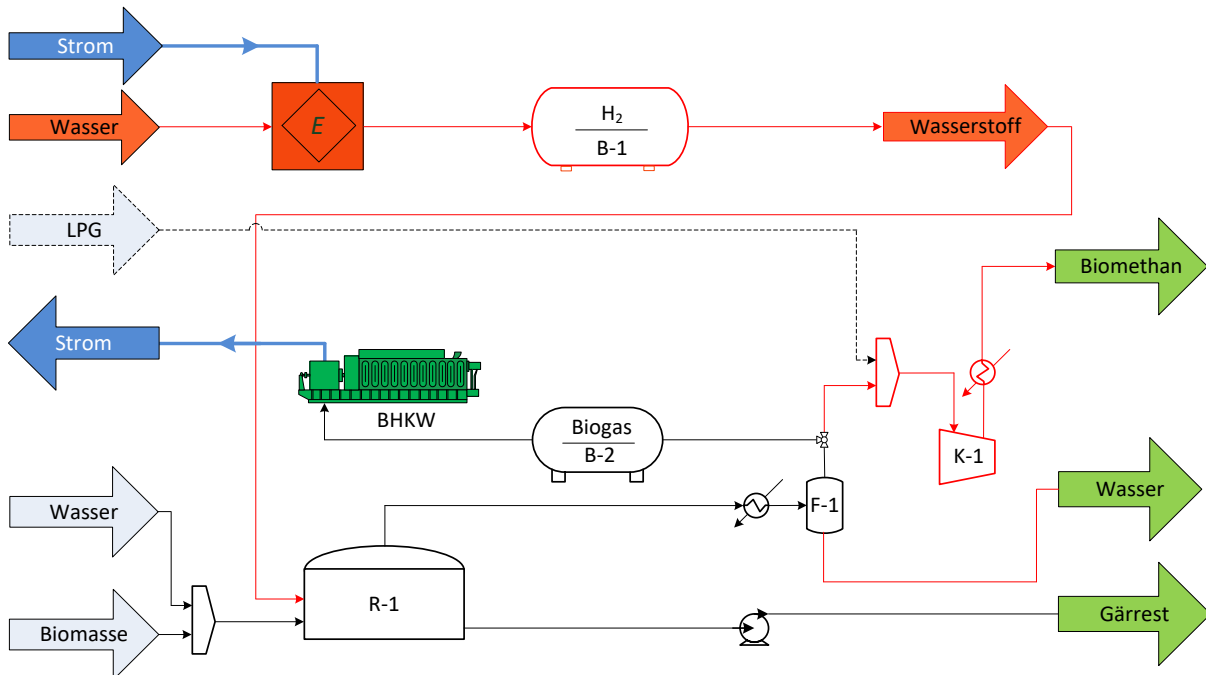 Strom
Wasser
E
H₂
B-1
Wasserstoff
LPG
Biomethan
Strom
BHKW
Biogas
B-2
K-1
Wasser
F-1
Wasser
R-1
Biomasse
Gärrest